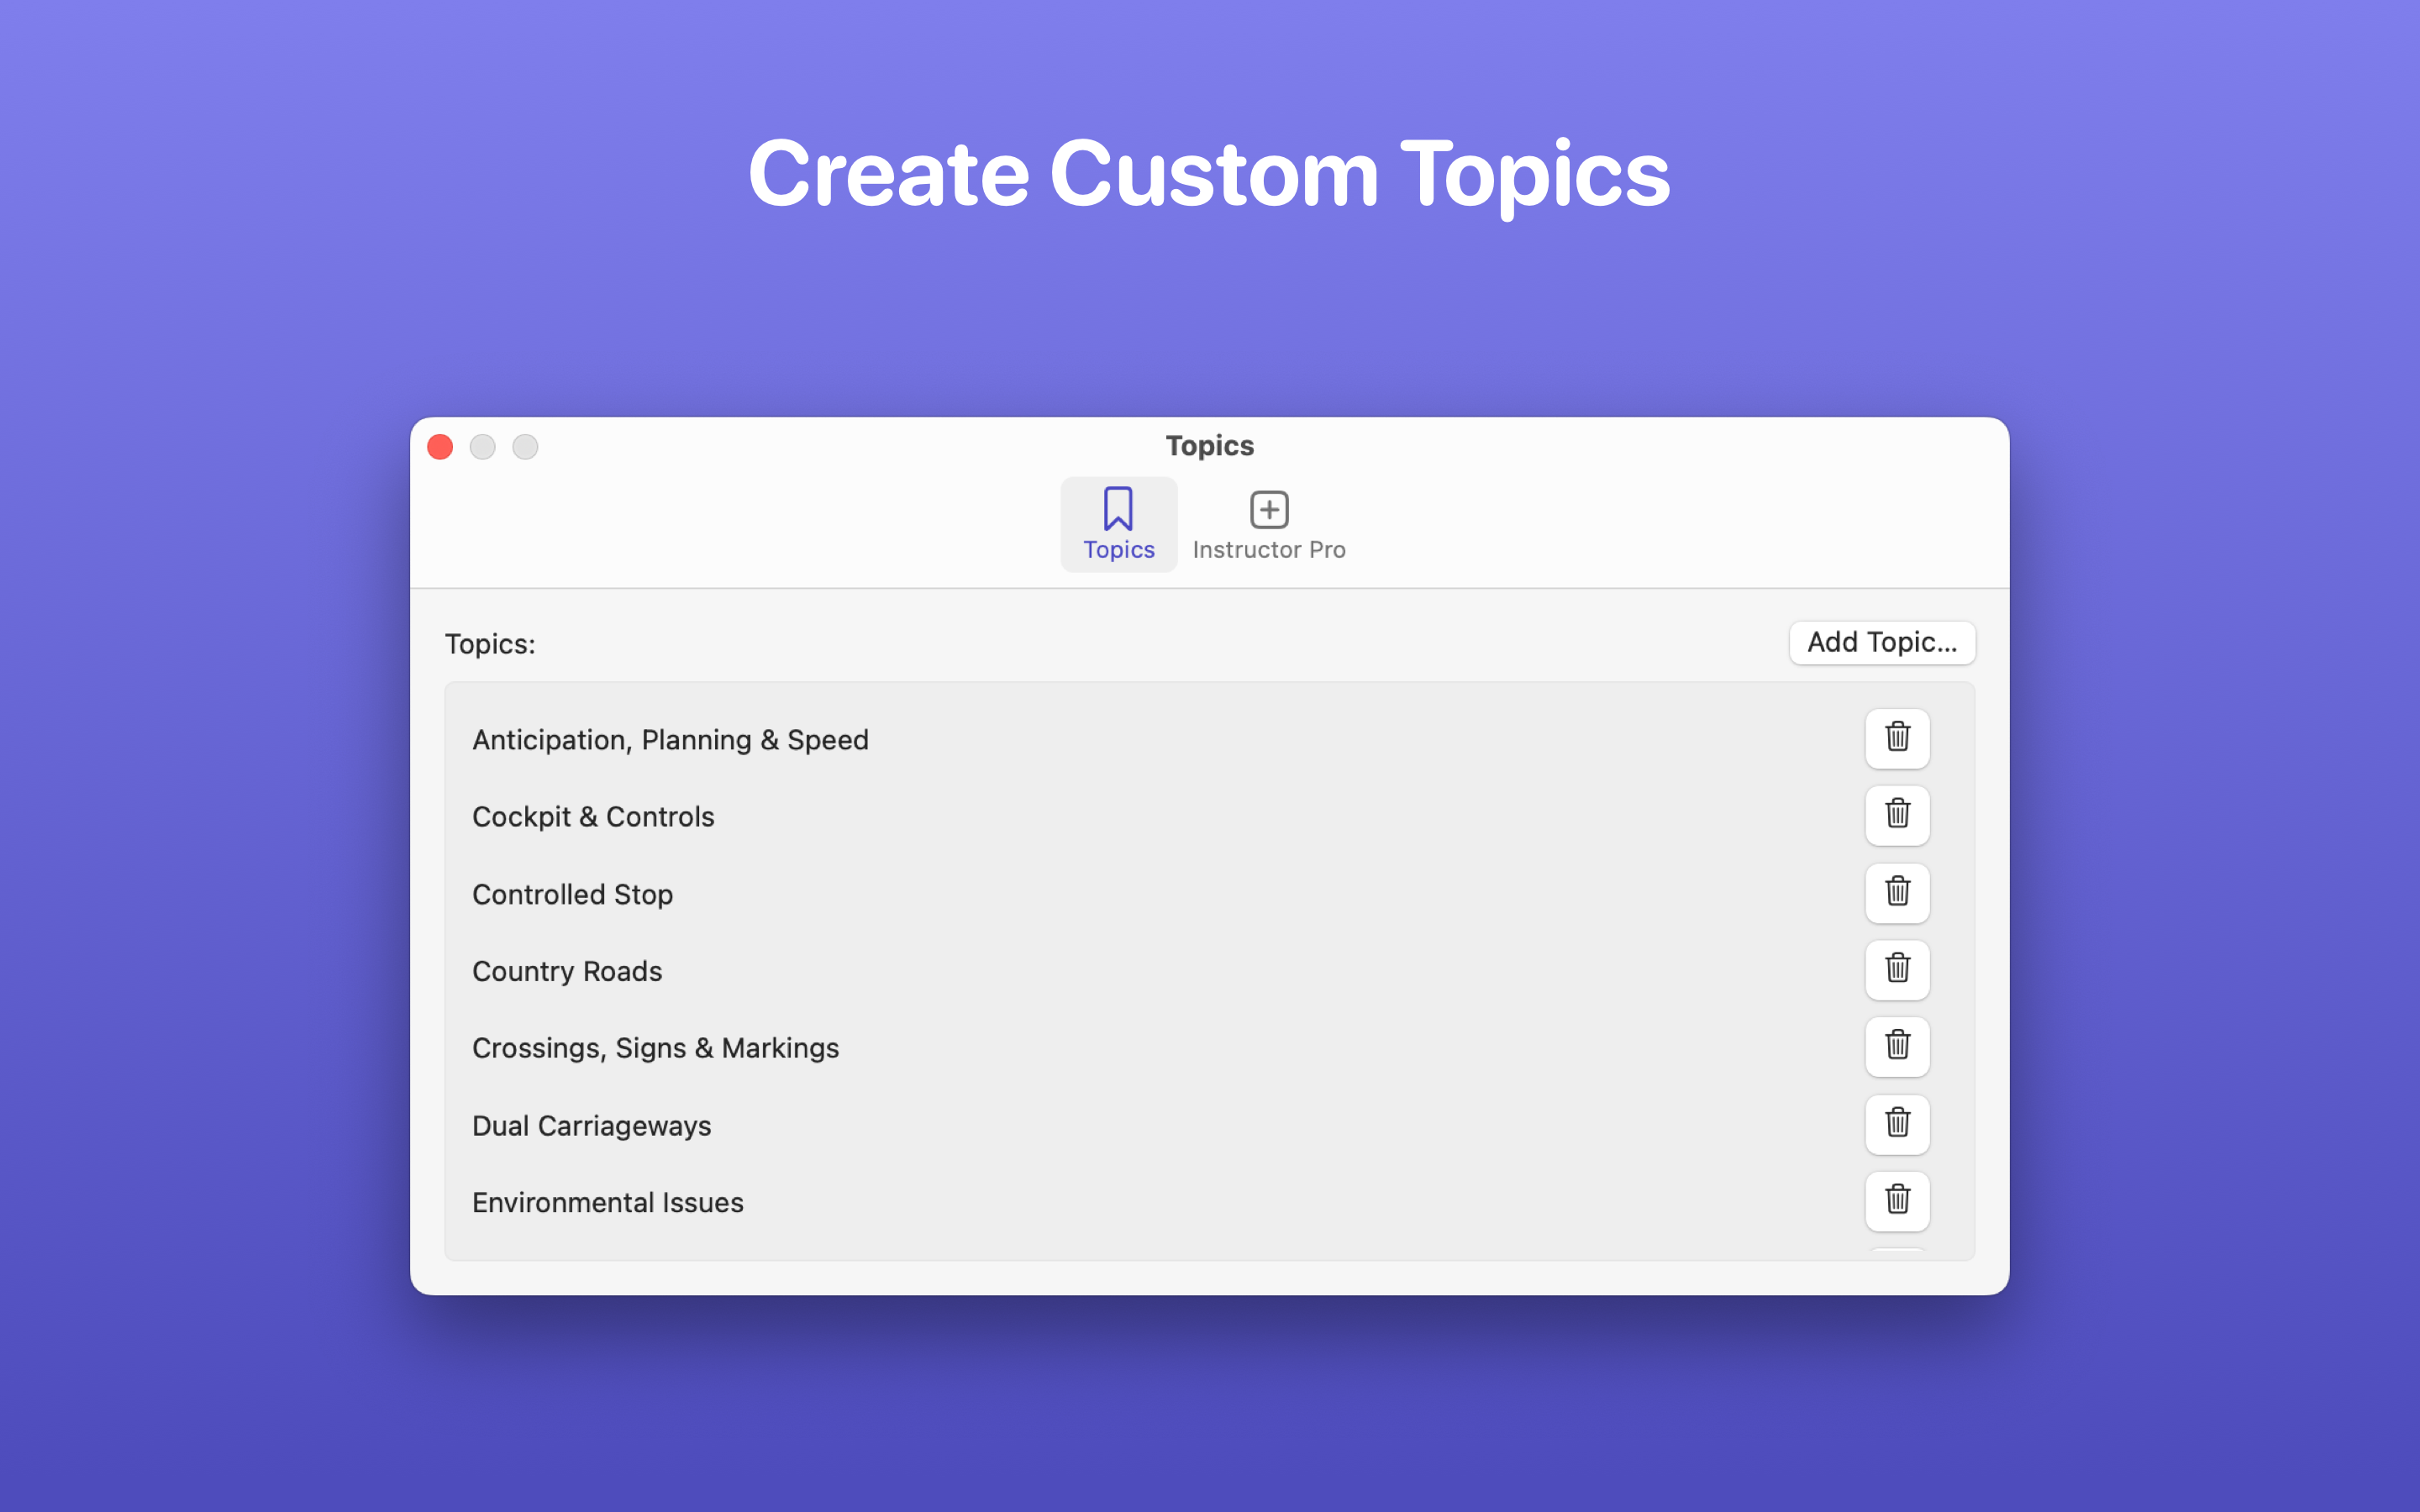 Create Custom Topics
Topics
Topics
Instructor Pro
Topics:
Add Topic...
Anticipation, Planning & Speed
Cockpit & Controls
Controlled Stop
Country Roads
Crossings, Signs & Markings
Dual Carriageways
Environmental Issues